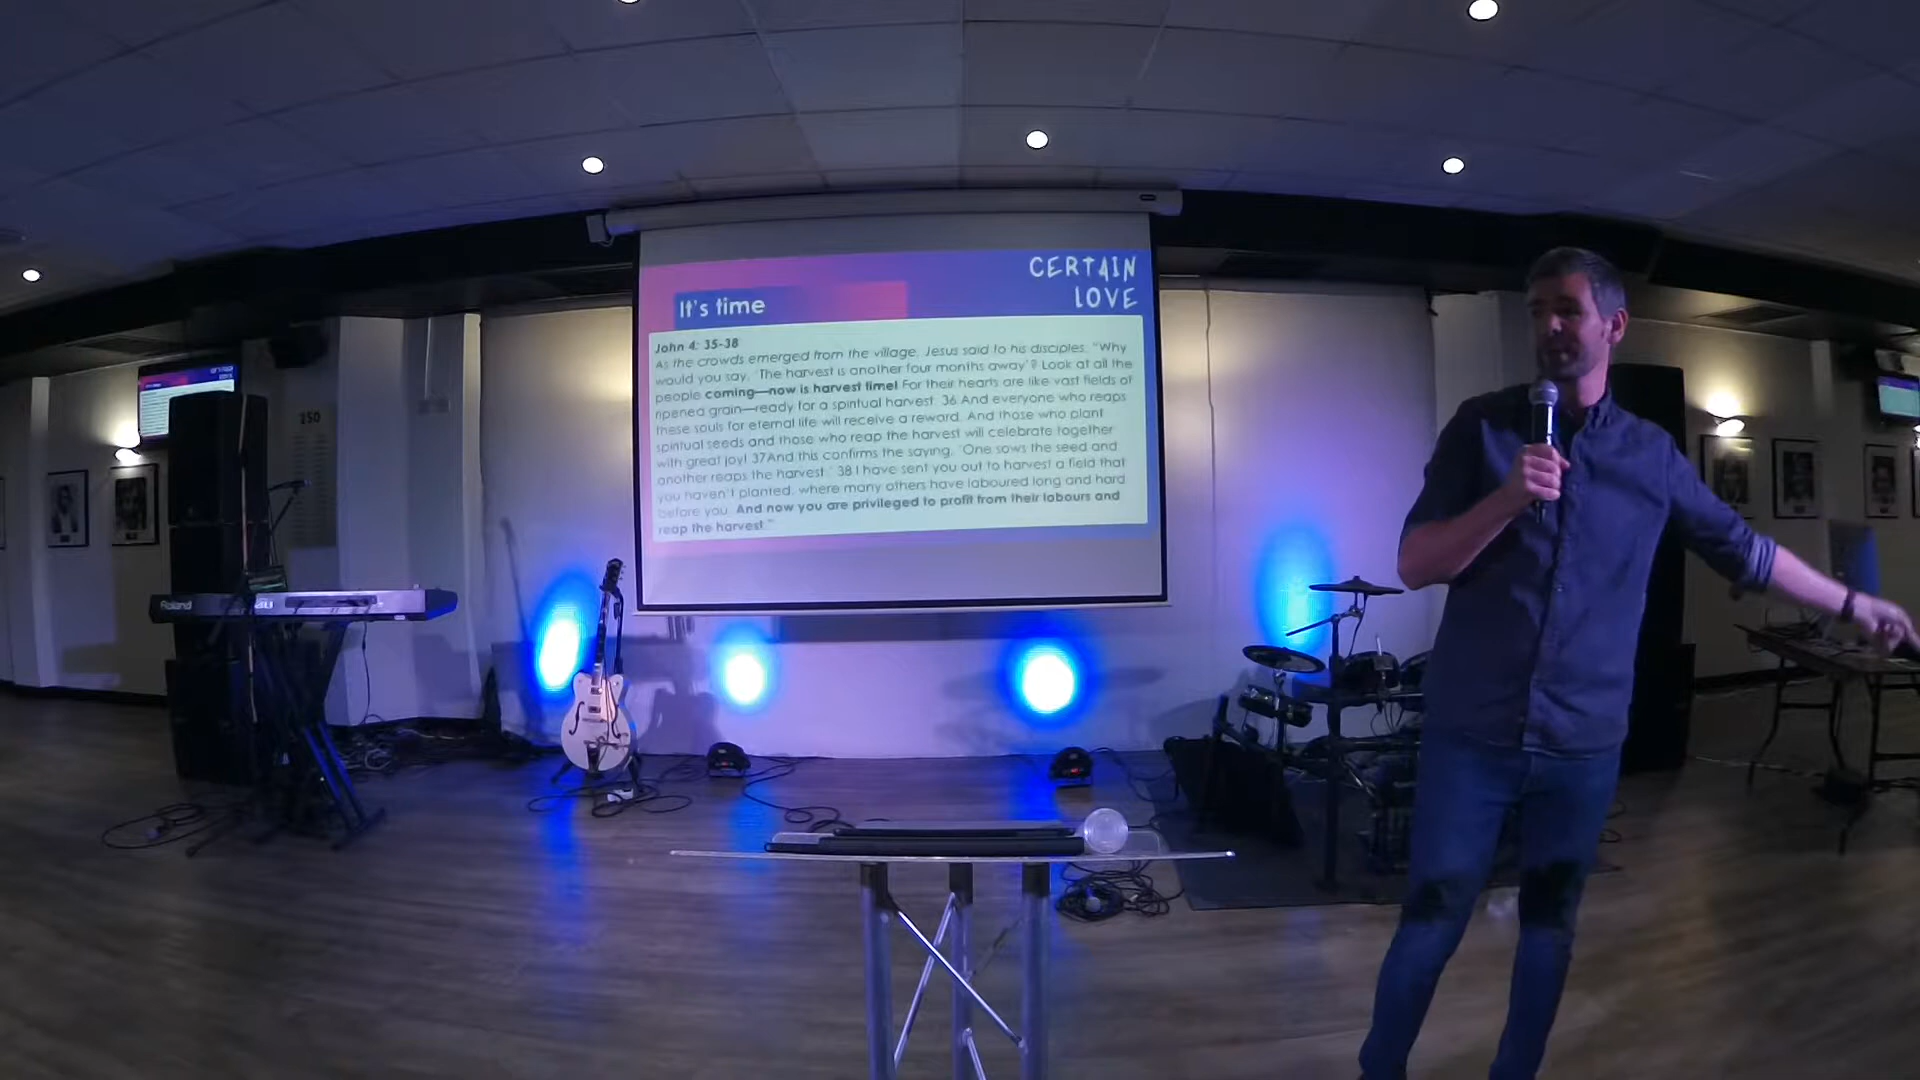 CERTAIN
LOVE
It's time
John 4: 35-38
As the crowds emerged from the village, Jesus said to his disciples, "Why
would you say, 'The harvest is another four months away'? Look at all the
people coming—now is harvest time! For their hearts are like vast fields of
ripened grain—ready for a spiritual harvest. 36 And everyone who reaps
these souls for eternal life will receive a reward. And those who plant
spiritual seeds and those who reap the harvest will celebrate together
with great joy! 37And this confirms the saying, 'One sows the seed and
another reaps the harvest.' 38 I have sent you out to harvest a field that
you haven't planted, where many others have laboured long and hard
before you. And now you are privileged to profit from their labours and
reap the harvest."
Roland
150